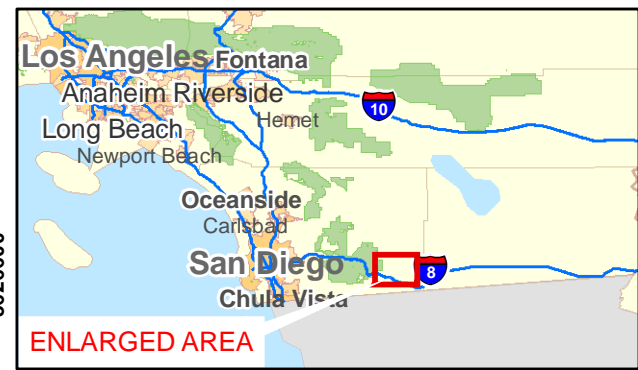 Los Angeles Fontana
Anaheim Riverside
10
Hemet
Long Beach
Newport Beach
Oceanside
Carlsbad
San Diego
8
Chula Vista
ENLARGED AREA